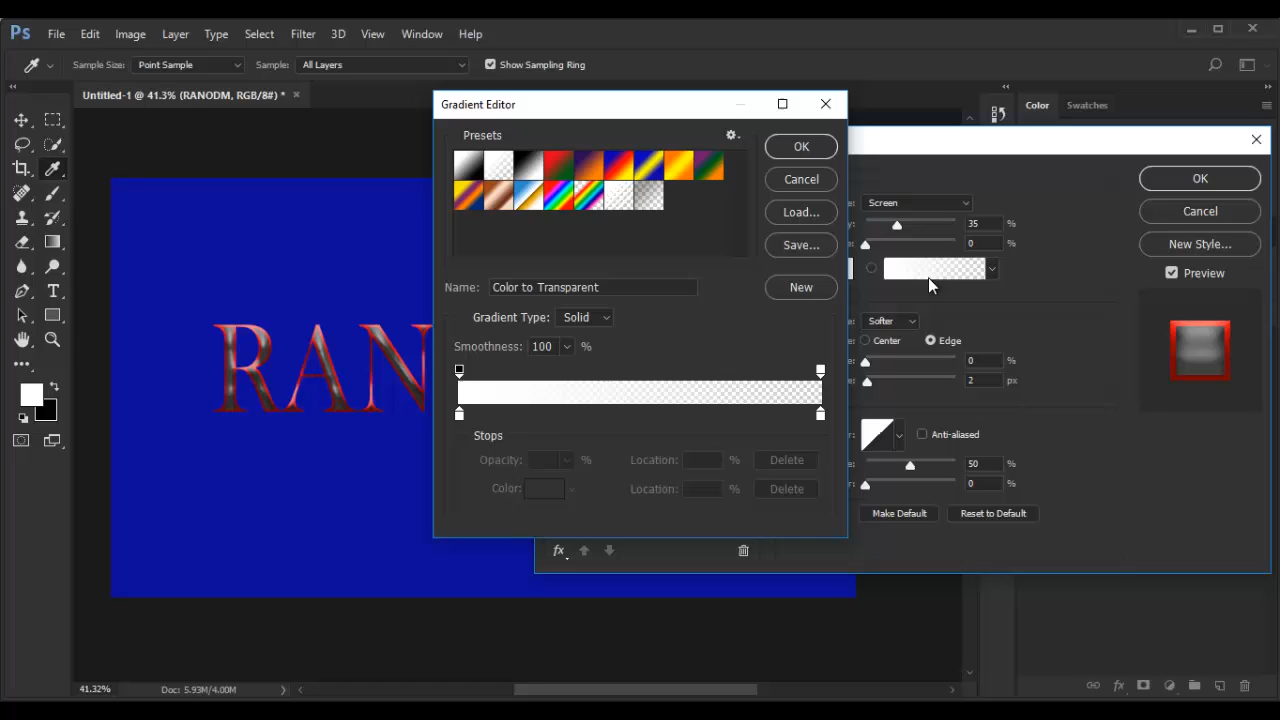 Ps File Edit Image Layer Type Select Filter 3D View Window Help
Sample Size: Point Sample Sample: All Layers Show Sampling Ring
Untitled-1 @ 41.3% (RANODM, RGB/8#) *
Color Swatches
Gradient Editor
Presets
OK
Cancel
Load...
Save...
Name: Color to Transparent
New
Gradient Type: Solid
Smoothness: 100 %
Stops
Opacity: % Location: % Delete
Color: Location: % Delete
Screen
35 %
0 %
Softer
Center Edge
0 %
2 px
Anti-aliased
50 %
0 %
Make Default Reset to Default
OK
Cancel
New Style...
Preview
fx
RAN
T
41.32% Doc: 5.93M/4.00M
fx